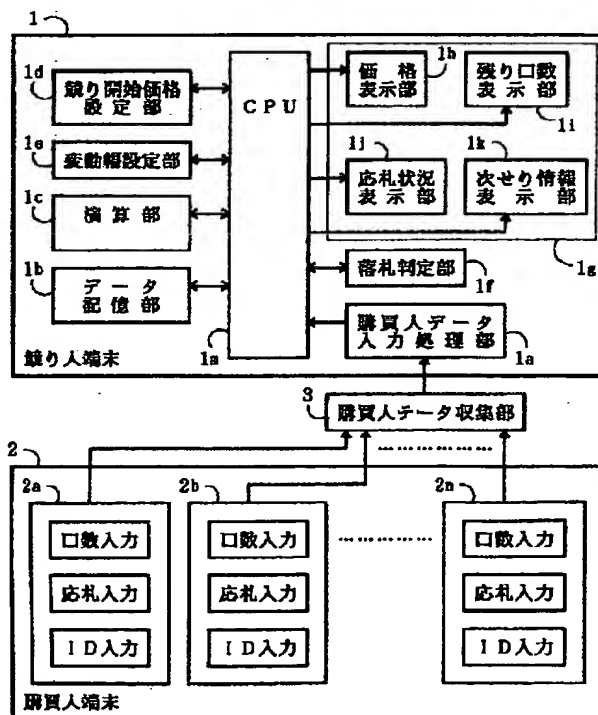 1
1d
競り開始価格
設定部
1e
変動幅設定部
1c
演算部
1b
データ
記憶部
CPU
1m
価格
表示部
1h
残り口数
表示部
1i
1j
応札状況
表示部
1k
次せり情報
表示部
1g
落札判定部
1f
購買人データ
入力処理部
1a
競り人端末
3
購買人データ収集部
2
2a
口数入力
応札入力
ID入力
2b
口数入力
応札入力
ID入力
2n
口数入力
応札入力
ID入力
購買人端末